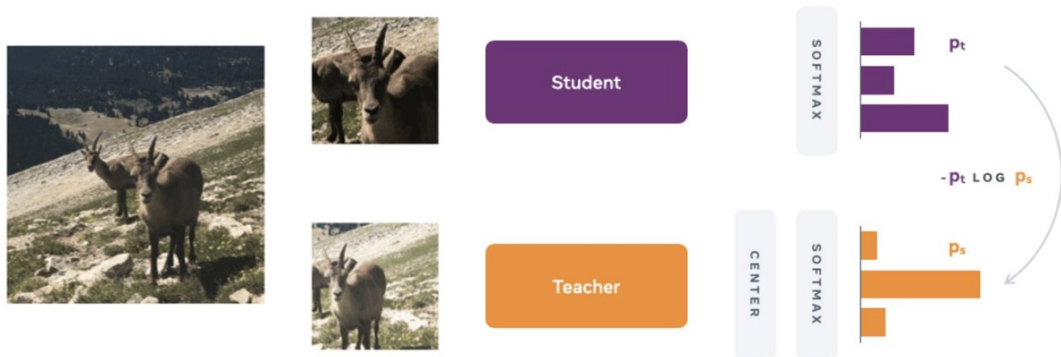 Student
SOFTMAX
pt
-pt LOG ps
Teacher
CENTER
SOFTMAX
ps